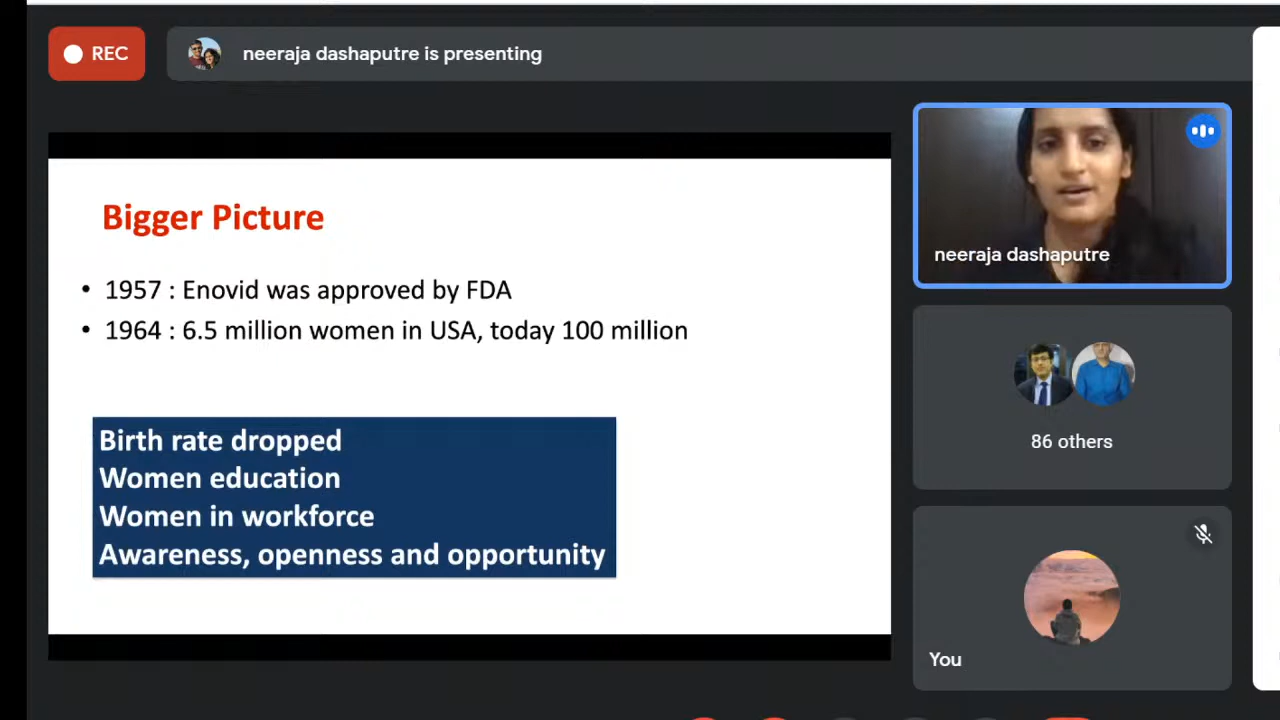 REC
neeraja dashaputre is presenting
Bigger Picture
• 1957 : Enovid was approved by FDA
• 1964 : 6.5 million women in USA, today 100 million
Birth rate dropped
Women education
Women in workforce
Awareness, openness and opportunity
neeraja dashaputre
86 others
You